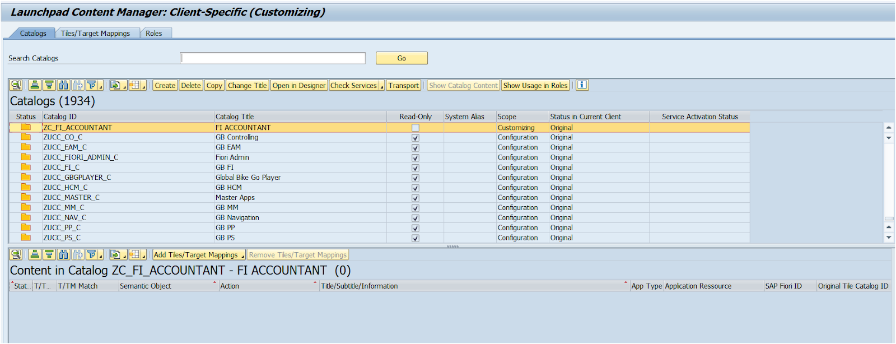 Launchpad Content Manager: Client-Specific (Customizing)
Catalogs Tiles/Target Mappings Roles
Search Catalogs Go
Create Delete Copy Change Title Open in Designer Check Services Transport Show Catalog Content Show Usage in Roles
Catalogs (1934)
Status Catalog ID Catalog Title Read-Only System Alias Scope Status in Current Client Service Activation Status
ZC_FI_ACCOUNTANT FI ACCOUNTANT Customizing Original
ZUCC_CO_C GB Controlling Configuration Original
ZUCC_EAM_C GB EAM Configuration Original
ZUCC_FIORI_ADMIN_C Fiori Admin Configuration Original
ZUCC_FI_C GB FI Configuration Original
ZUCC_GBGPLAYER_C Global Bike Go Player Configuration Original
ZUCC_HCM_C GB HCM Configuration Original
ZUCC_MASTER_C Master Apps Configuration Original
ZUCC_MM_C GB MM Configuration Original
ZUCC_NAV_C GB Navigation Configuration Original
ZUCC_PP_C GB PP Configuration Original
ZUCC_PS_C GB PS Configuration Original
Add Tiles/Target Mappings Remove Tiles/Target Mappings
Content in Catalog ZC_FI_ACCOUNTANT - FI ACCOUNTANT (0)
Stat.. T/T.. T/TM Match Semantic Object Action Title/Subtitle/Information App Type Application Ressource SAP Fiori ID Original Tile Catalog ID